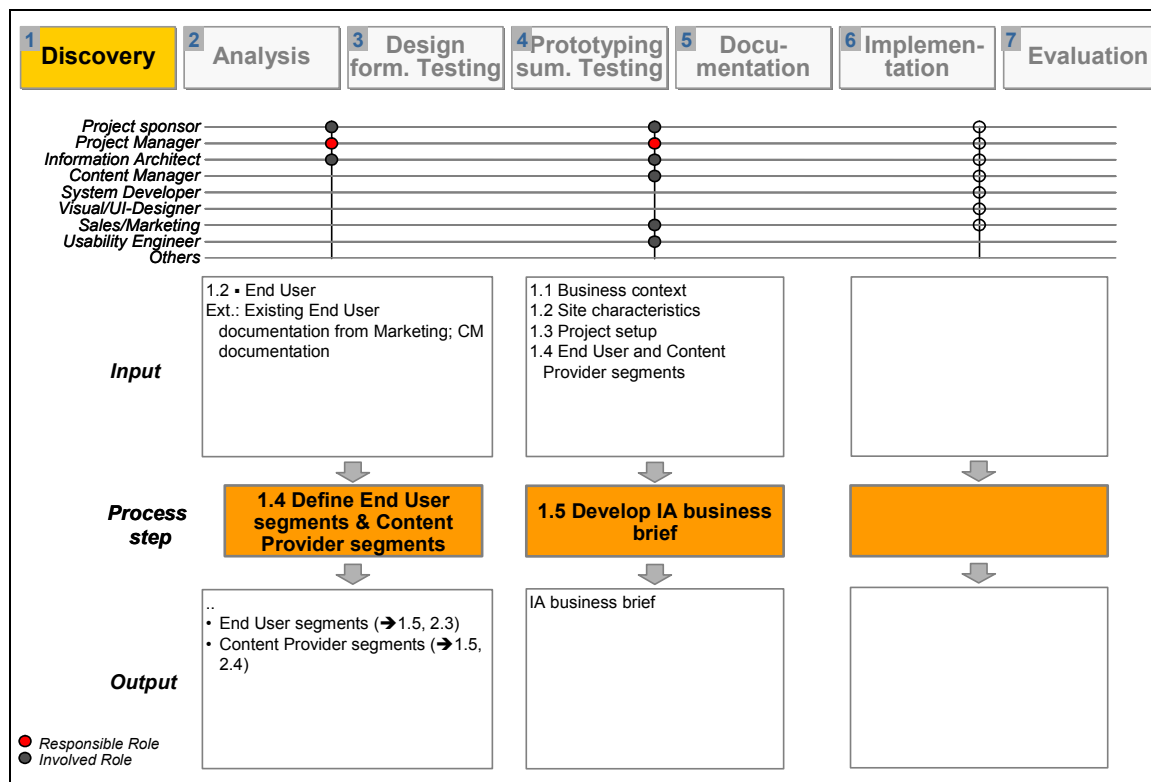 1
Discovery
2
Analysis
3
Design
form. Testing
4
Prototyping
sum. Testing
5
Docu-
mentation
6
Implemen-
tation
7
Evaluation
Project sponsor
Project Manager
Information Architect
Content Manager
System Developer
Visual/UI-Designer
Sales/Marketing
Usability Engineer
Others
Input
1.2 ▪ End User
Ext.: Existing End User
documentation from Marketing; CM
documentation
1.1 Business context
1.2 Site characteristics
1.3 Project setup
1.4 End User and Content
Provider segments
Process
step
1.4 Define End User
segments & Content
Provider segments
1.5 Develop IA business
brief
Output
..
• End User segments (➔1.5, 2.3)
• Content Provider segments (➔1.5,
2.4)
IA business brief
Responsible Role
Involved Role